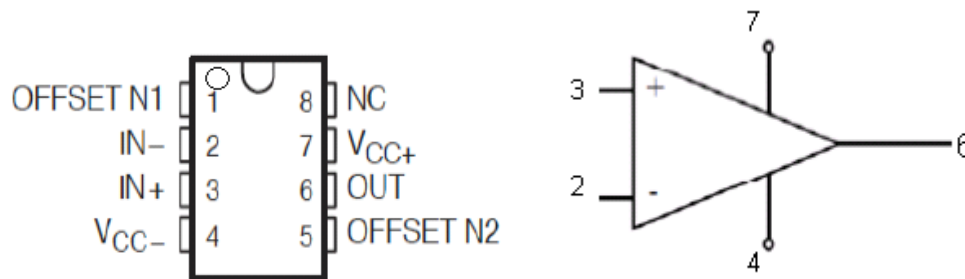 OFFSET N1 1 8 NC
IN− 2 7 VCC+
IN+ 3 6 OUT
VCC− 4 5 OFFSET N2
7
3 +
6
2 -
4